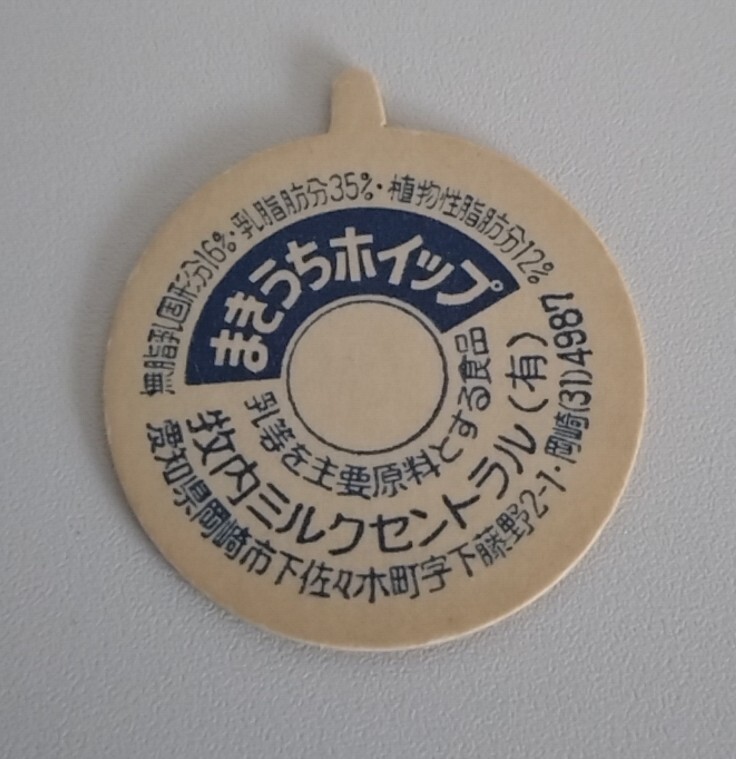 無脂乳固形分16%・乳脂肪分35%・植物性脂肪分12%
まきうちホイップ
乳等を主要原料とする食品
牧内ミルクセントラル(有)
愛知県岡崎市下佐々木町字下藤野2-1・岡崎(31)4987